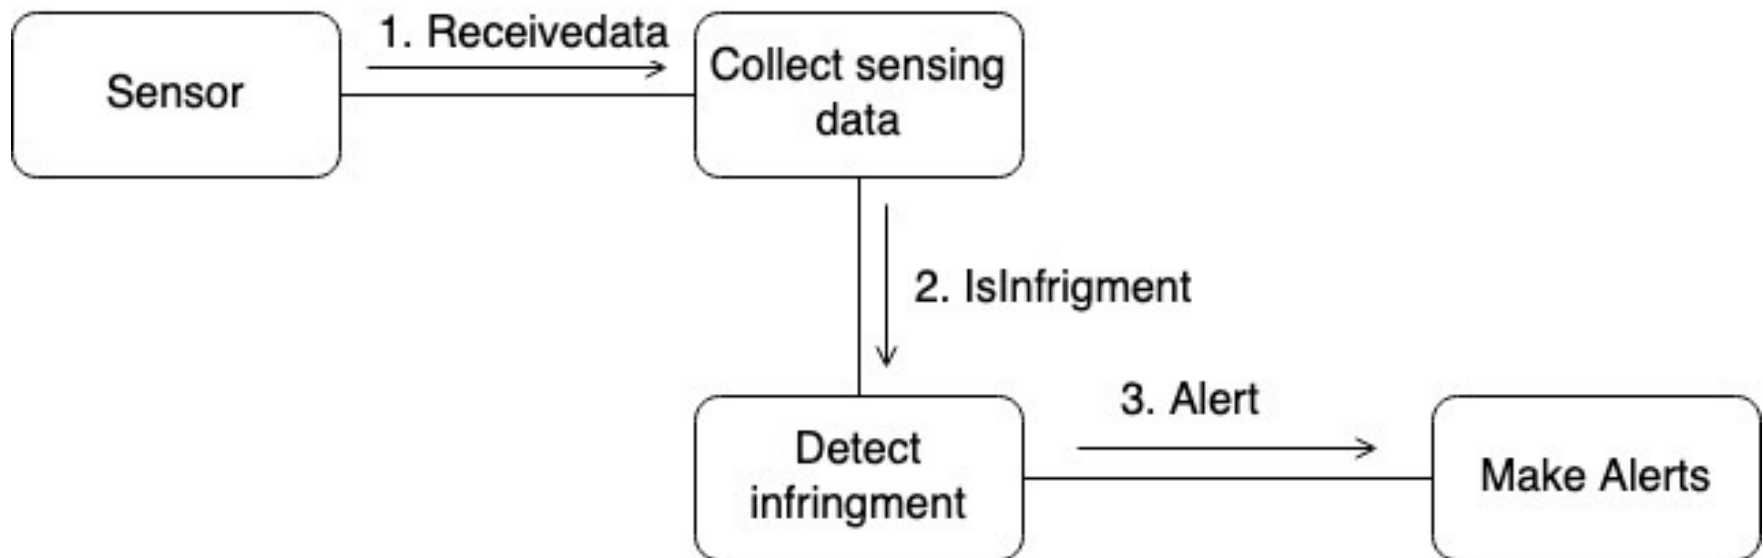 1. Receivedata
Sensor
Collect sensing
data
2. IsInfrigment
3. Alert
Detect
infringment
Make Alerts